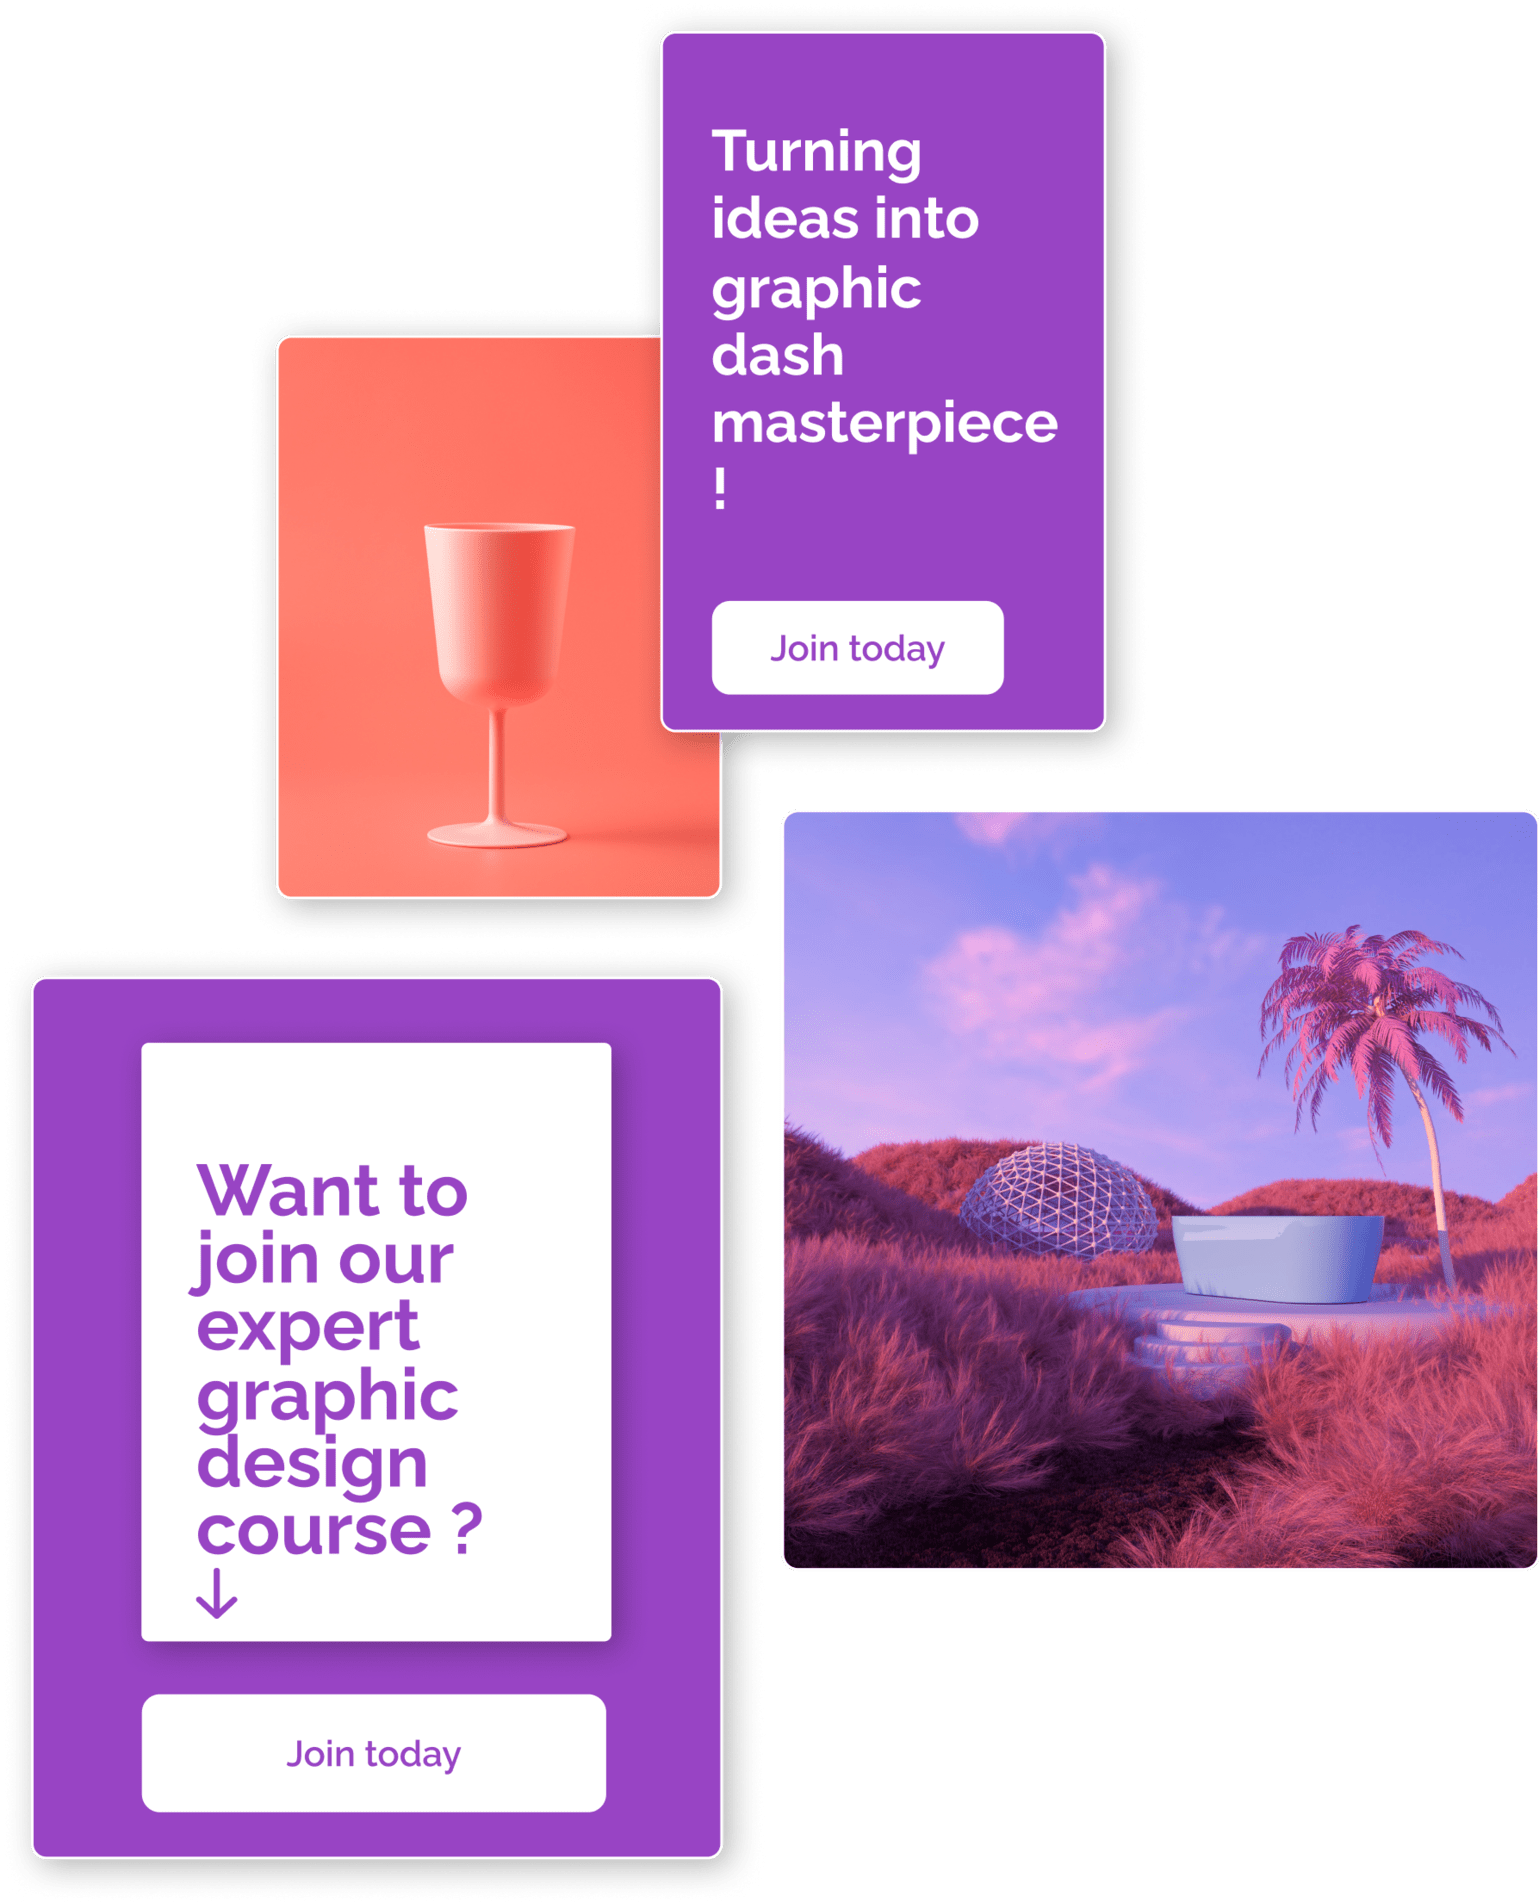 Turning
ideas into
graphic
dash
masterpiece
!
Join today
Want to
join our
expert
graphic
design
course ?
↓
Join today